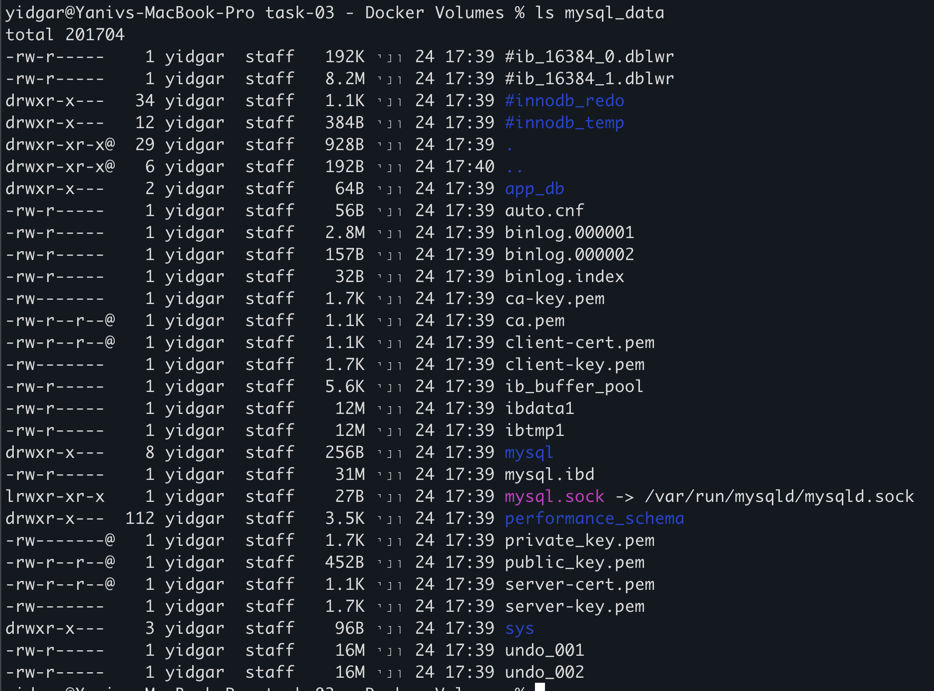 yidgar@Yanivs-MacBook-Pro task-03 - Docker Volumes % ls mysql_data
total 201704
-rw-r----- 1 yidgar staff 192K ינו 24 17:39 #ib_16384_0.dblwr
-rw-r----- 1 yidgar staff 8.2M ינו 24 17:39 #ib_16384_1.dblwr
drwxr-x--- 34 yidgar staff 1.1K ינו 24 17:39 #innodb_redo
drwxr-x--- 12 yidgar staff 384B ינו 24 17:39 #innodb_temp
drwxr-xr-x@ 29 yidgar staff 928B ינו 24 17:39 .
drwxr-xr-x@ 6 yidgar staff 192B ינו 24 17:40 ..
drwxr-x--- 2 yidgar staff 64B ינו 24 17:39 app_db
-rw-r----- 1 yidgar staff 56B ינו 24 17:39 auto.cnf
-rw-r----- 1 yidgar staff 2.8M ינו 24 17:39 binlog.000001
-rw-r----- 1 yidgar staff 157B ינו 24 17:39 binlog.000002
-rw-r----- 1 yidgar staff 32B ינו 24 17:39 binlog.index
-rw------- 1 yidgar staff 1.7K ינו 24 17:39 ca-key.pem
-rw-r--r--@ 1 yidgar staff 1.1K ינו 24 17:39 ca.pem
-rw-r--r--@ 1 yidgar staff 1.1K ינו 24 17:39 client-cert.pem
-rw------- 1 yidgar staff 1.7K ינו 24 17:39 client-key.pem
-rw-r----- 1 yidgar staff 5.6K ינו 24 17:39 ib_buffer_pool
-rw-r----- 1 yidgar staff 12M ינו 24 17:39 ibdata1
-rw-r----- 1 yidgar staff 12M ינו 24 17:39 ibtmp1
drwxr-x--- 8 yidgar staff 256B ינו 24 17:39 mysql
-rw-r----- 1 yidgar staff 31M ינו 24 17:39 mysql.ibd
lrwxr-xr-x 1 yidgar staff 27B ינו 24 17:39 mysql.sock -> /var/run/mysqld/mysqld.sock
drwxr-x--- 112 yidgar staff 3.5K ינו 24 17:39 performance_schema
-rw-------@ 1 yidgar staff 1.7K ינו 24 17:39 private_key.pem
-rw-r--r--@ 1 yidgar staff 452B ינו 24 17:39 public_key.pem
-rw-r--r--@ 1 yidgar staff 1.1K ינו 24 17:39 server-cert.pem
-rw------- 1 yidgar staff 1.7K ינו 24 17:39 server-key.pem
drwxr-x--- 3 yidgar staff 96B ינו 24 17:39 sys
-rw-r----- 1 yidgar staff 16M ינו 24 17:39 undo_001
-rw-r----- 1 yidgar staff 16M ינו 24 17:39 undo_002
yidgar@Yanivs-MacBook-Pro task-03 - Docker Volumes %